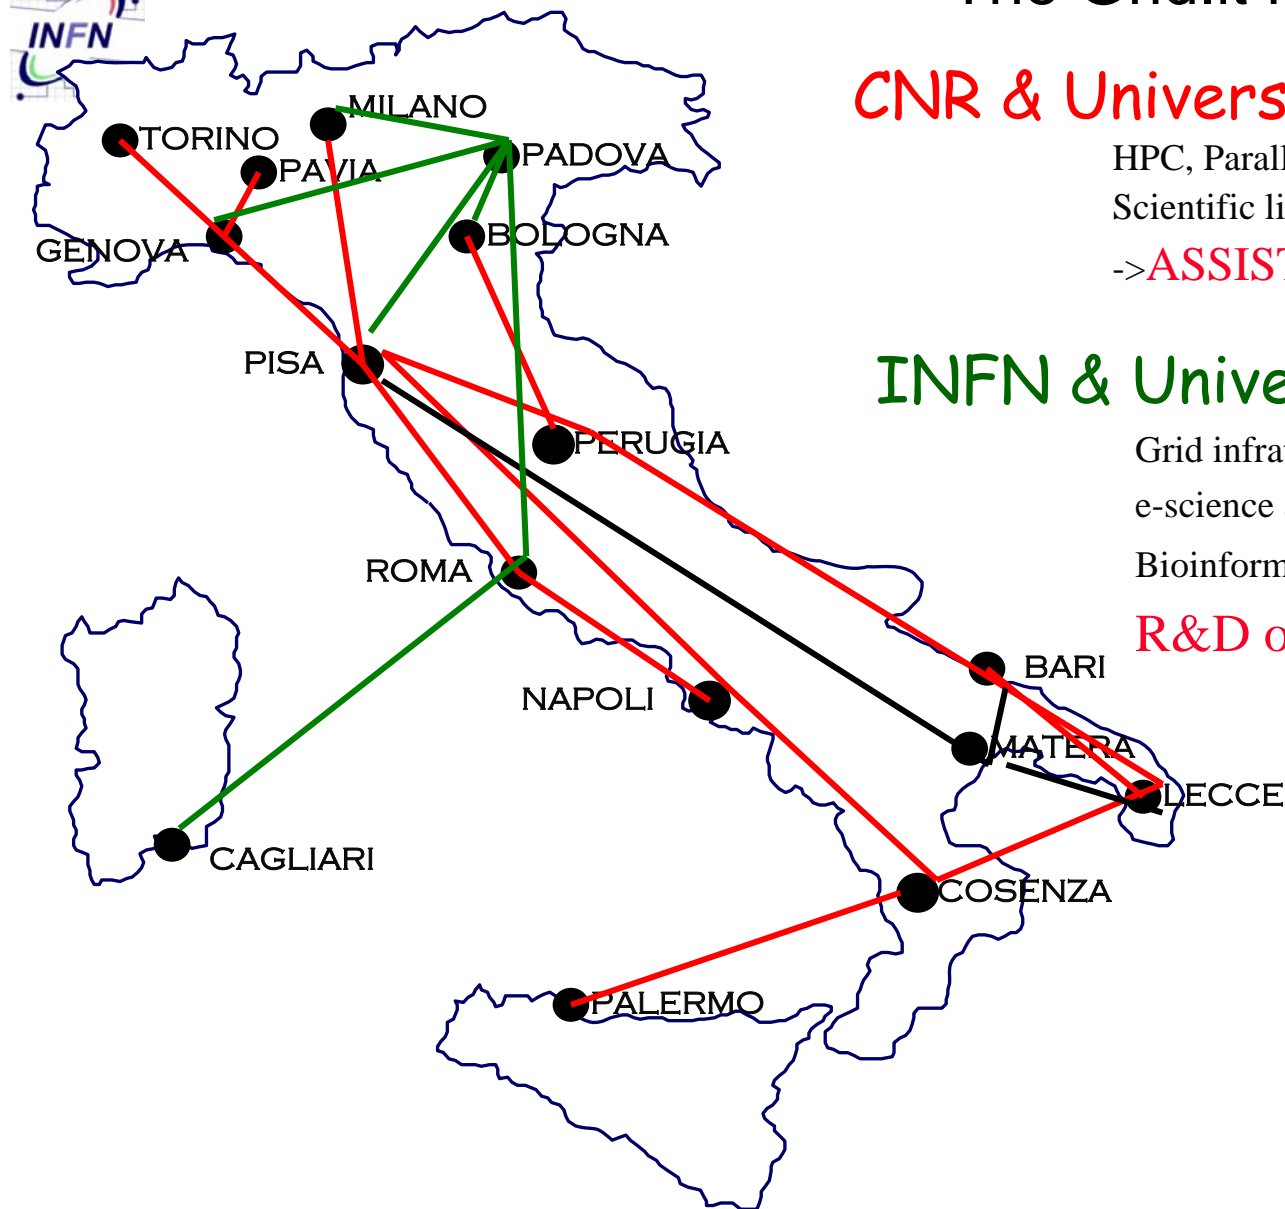 INFN
CNR & Univers
HPC, Parall
Scientific li
->ASSIST
INFN & Unive
Grid infra
e-science
Bioinform
R&D o
MILANO
TORINO
PAVIA
PADOVA
GENOVA
BOLOGNA
PISA
PERUGIA
ROMA
NAPOLI
BARI
MATERA
LECCE
CAGLIARI
COSENZA
PALERMO